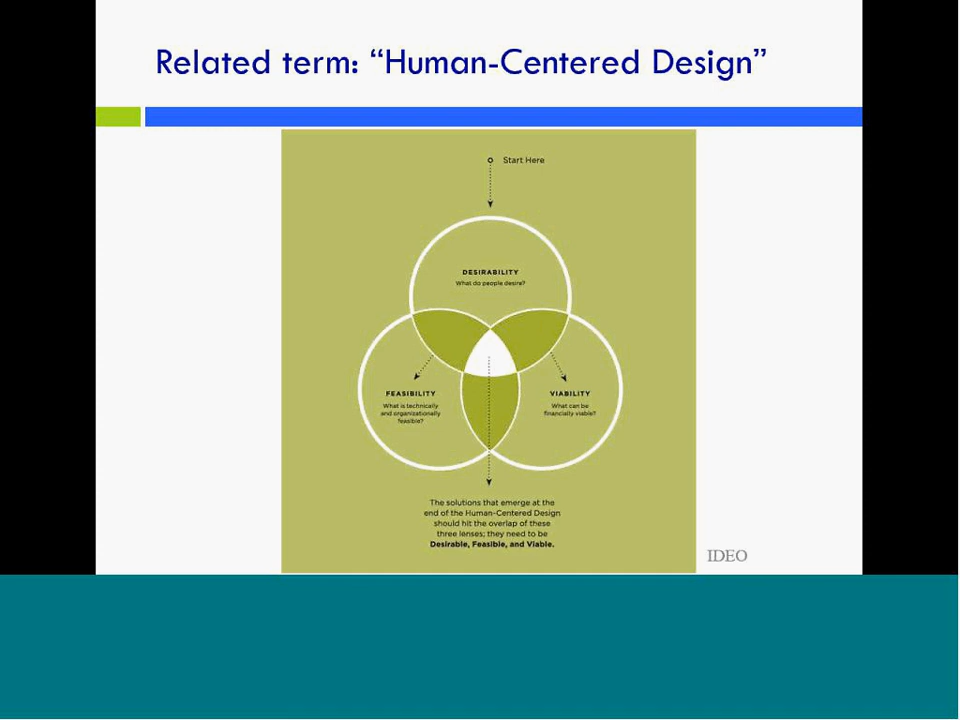 Related term: “Human-Centered Design”
Start Here
DESIRABILITY
What do people desire?
FEASIBILITY
What is technically
and organizationally
feasible?
VIABILITY
What can be
financially viable?
The solutions that emerge at the
end of the Human-Centered Design
should hit the overlap of these
three lenses; they need to be
Desirable, Feasible, and Viable.
IDEO